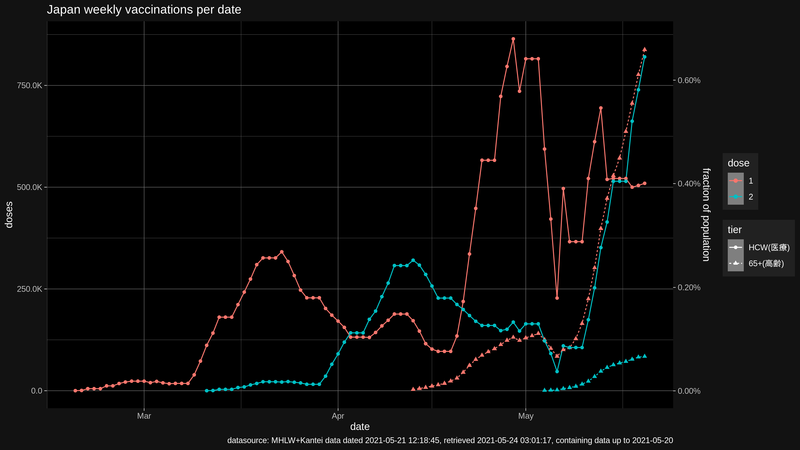 Japan weekly vaccinations per date
doses
750.0K
500.0K
250.0K
0.0
0.60%
0.40%
0.20%
0.00%
fraction of population
Mar
Apr
May
date
dose
1
2
tier
HCW(医療)
65+(高齢)
datasource: MHLW+Kantei data dated 2021-05-21 12:18:45, retrieved 2021-05-24 03:01:17, containing data up to 2021-05-20